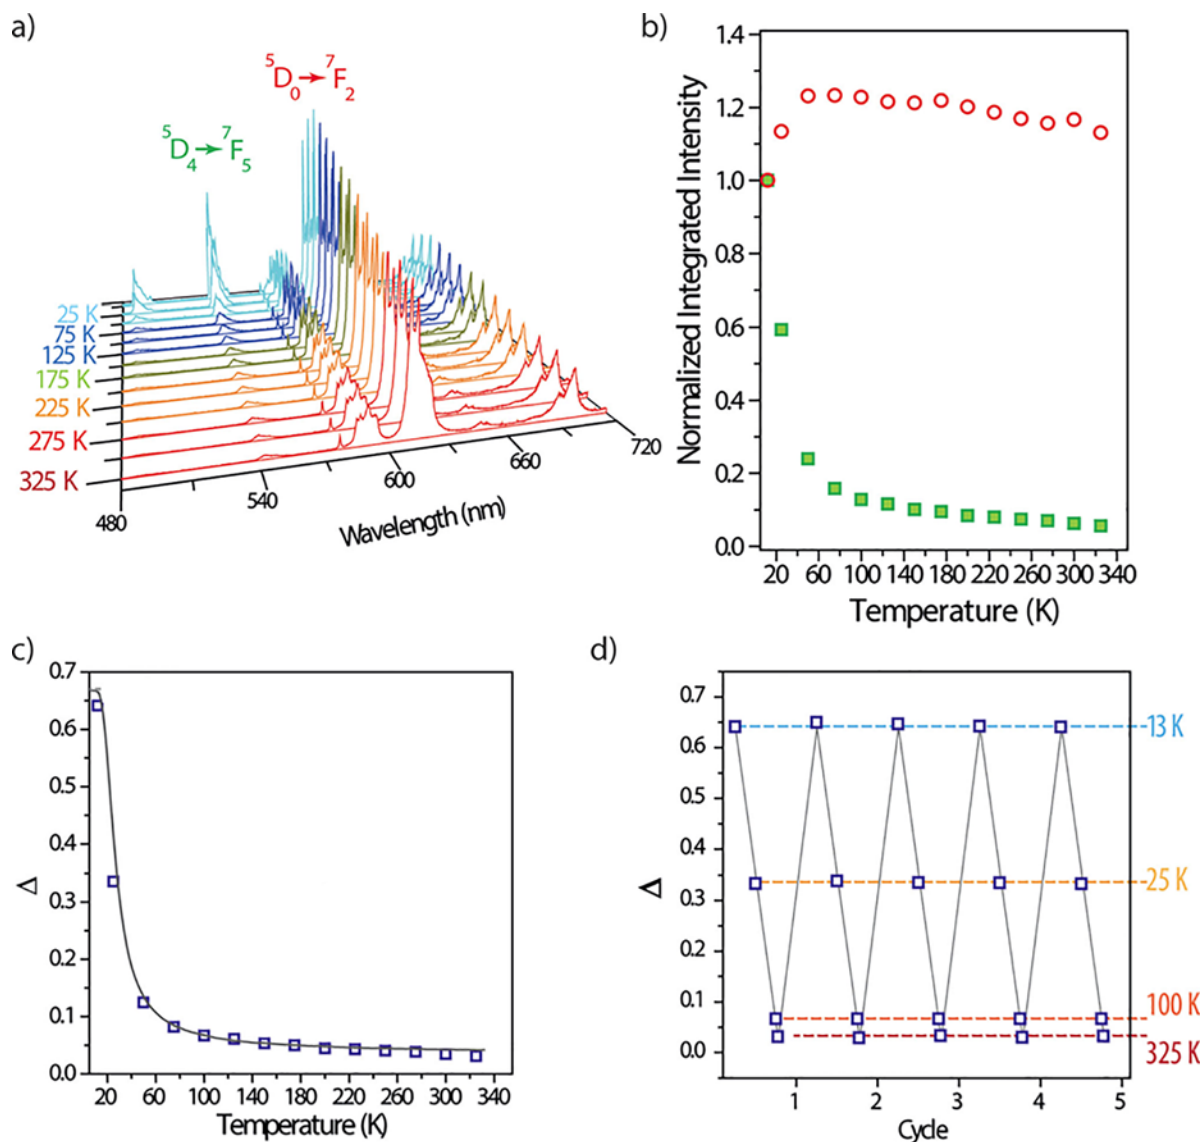 a)
⁵D₀→⁷F₂
⁵D₄→⁷F₅
25 K
75 K
125 K
175 K
225 K
275 K
325 K
480
540
600
660
720
Wavelength (nm)
b)
Normalized Integrated Intensity
1.4
1.2
1.0
0.8
0.6
0.4
0.2
0.0
20 60 100 140 180 220 260 300 340
Temperature (K)
c)
Δ
0.7
0.6
0.5
0.4
0.3
0.2
0.1
0.0
20 60 100 140 180 220 260 300 340
Temperature (K)
d)
Δ
0.7
0.6
0.5
0.4
0.3
0.2
0.1
0.0
13 K
25 K
100 K
325 K
1 2 3 4 5
Cycle